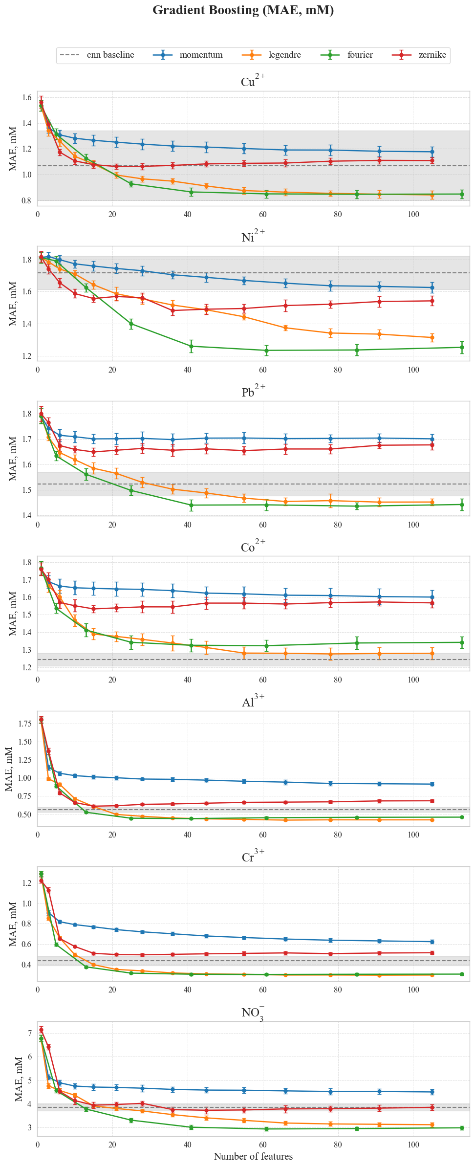 Gradient Boosting (MAE, mM)
cnn baseline momentum legendre fourier zernike
Cu²⁺
MAE, mM
1.6
1.4
1.2
1.0
0.8
0 20 40 60 80 100
Ni²⁺
MAE, mM
1.8
1.6
1.4
1.2
0 20 40 60 80 100
Pb²⁺
MAE, mM
1.8
1.7
1.6
1.5
1.4
0 20 40 60 80 100
Co²⁺
MAE, mM
1.8
1.7
1.6
1.5
1.4
1.3
1.2
0 20 40 60 80 100
Al³⁺
MAE, mM
1.75
1.50
1.25
1.00
0.75
0.50
0 20 40 60 80 100
Cr³⁺
MAE, mM
1.2
1.0
0.8
0.6
0.4
0 20 40 60 80 100
NO₃⁻
MAE, mM
7
6
5
4
3
0 20 40 60 80 100
Number of features